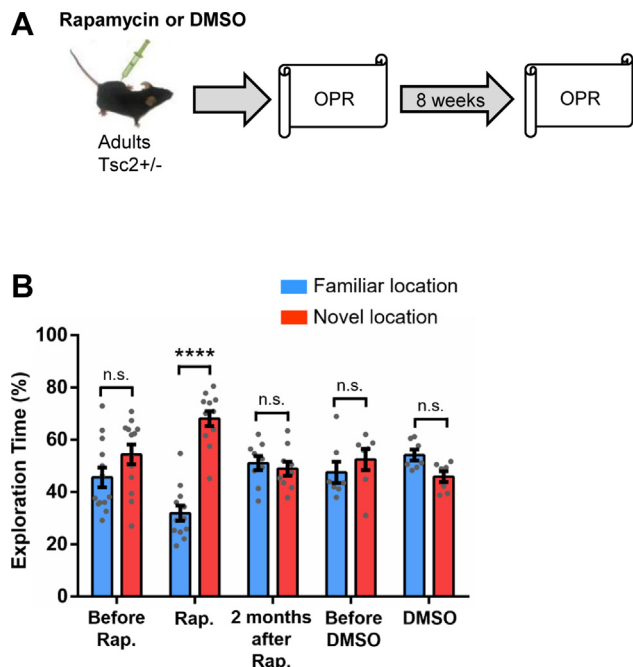 A
Rapamycin or DMSO
Adults
Tsc2+/-
OPR
8 weeks
OPR
B
Familiar location
Novel location
Exploration Time (%)
100
80
60
40
20
0
n.s.
****
n.s.
n.s.
n.s.
Before
Rap.
Rap.
2 months
after
Rap.
Before
DMSO
DMSO